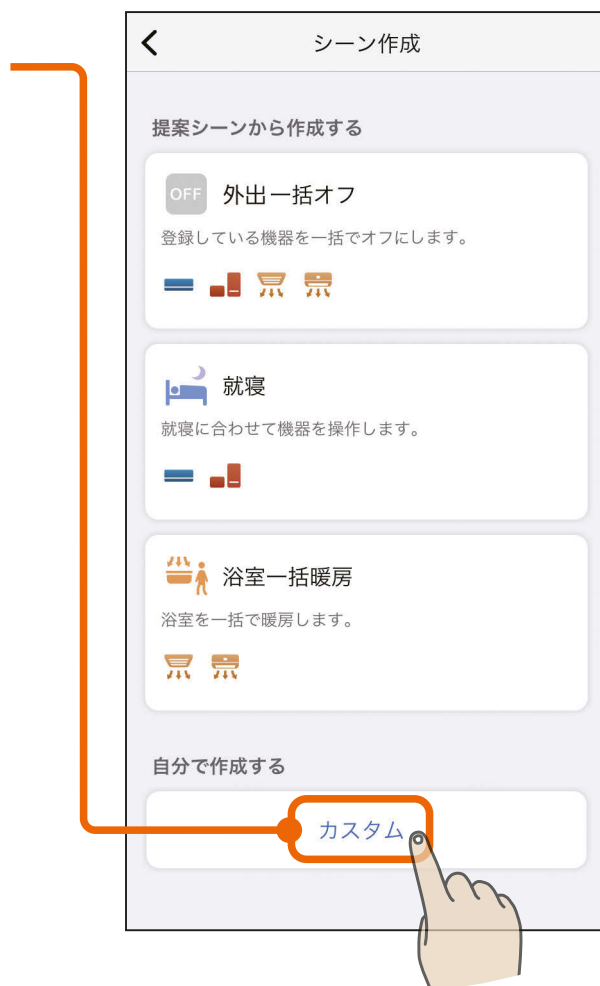 シーン作成
提案シーンから作成する
OFF 外出一括オフ
登録している機器を一括でオフにします。
就寝
就寝に合わせて機器を操作します。
浴室一括暖房
浴室を一括で暖房します。
自分で作成する
カスタム